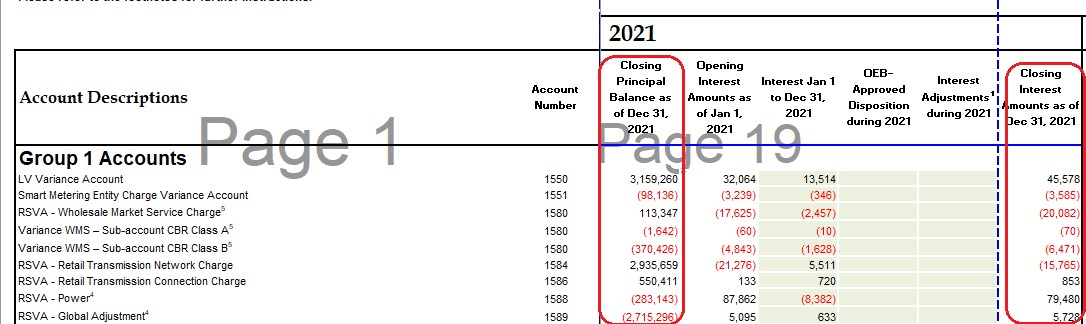 2021
Account Descriptions
Account
Number
Closing
Principal
Balance as
of Dec 31,
2021
Opening
Interest
Amounts as
of Jan 1,
2021
Interest Jan 1
to Dec 31,
2021
OEB-
Approved
Disposition
during 2021
Interest
Adjustments¹
during 2021
Closing
Interest
Amounts as of
Dec 31, 2021
Page 1
Page 19
Group 1 Accounts
LV Variance Account 1550 3,159,260 32,064 13,514 45,578
Smart Metering Entity Charge Variance Account 1551 (98,136) (3,239) (346) (3,585)
RSVA - Wholesale Market Service Charge⁵ 1580 113,347 (17,625) (2,457) (20,082)
Variance WMS – Sub-account CBR Class A⁵ 1580 (1,642) (60) (10) (70)
Variance WMS – Sub-account CBR Class B⁵ 1580 (370,426) (4,843) (1,628) (6,471)
RSVA - Retail Transmission Network Charge 1584 2,935,659 (21,276) 5,511 (15,765)
RSVA - Retail Transmission Connection Charge 1586 550,411 133 720 853
RSVA - Power⁴ 1588 (283,143) 87,862 (8,382) 79,480
RSVA - Global Adjustment⁴ 1589 (2,715,296) 5,095 633 5,728